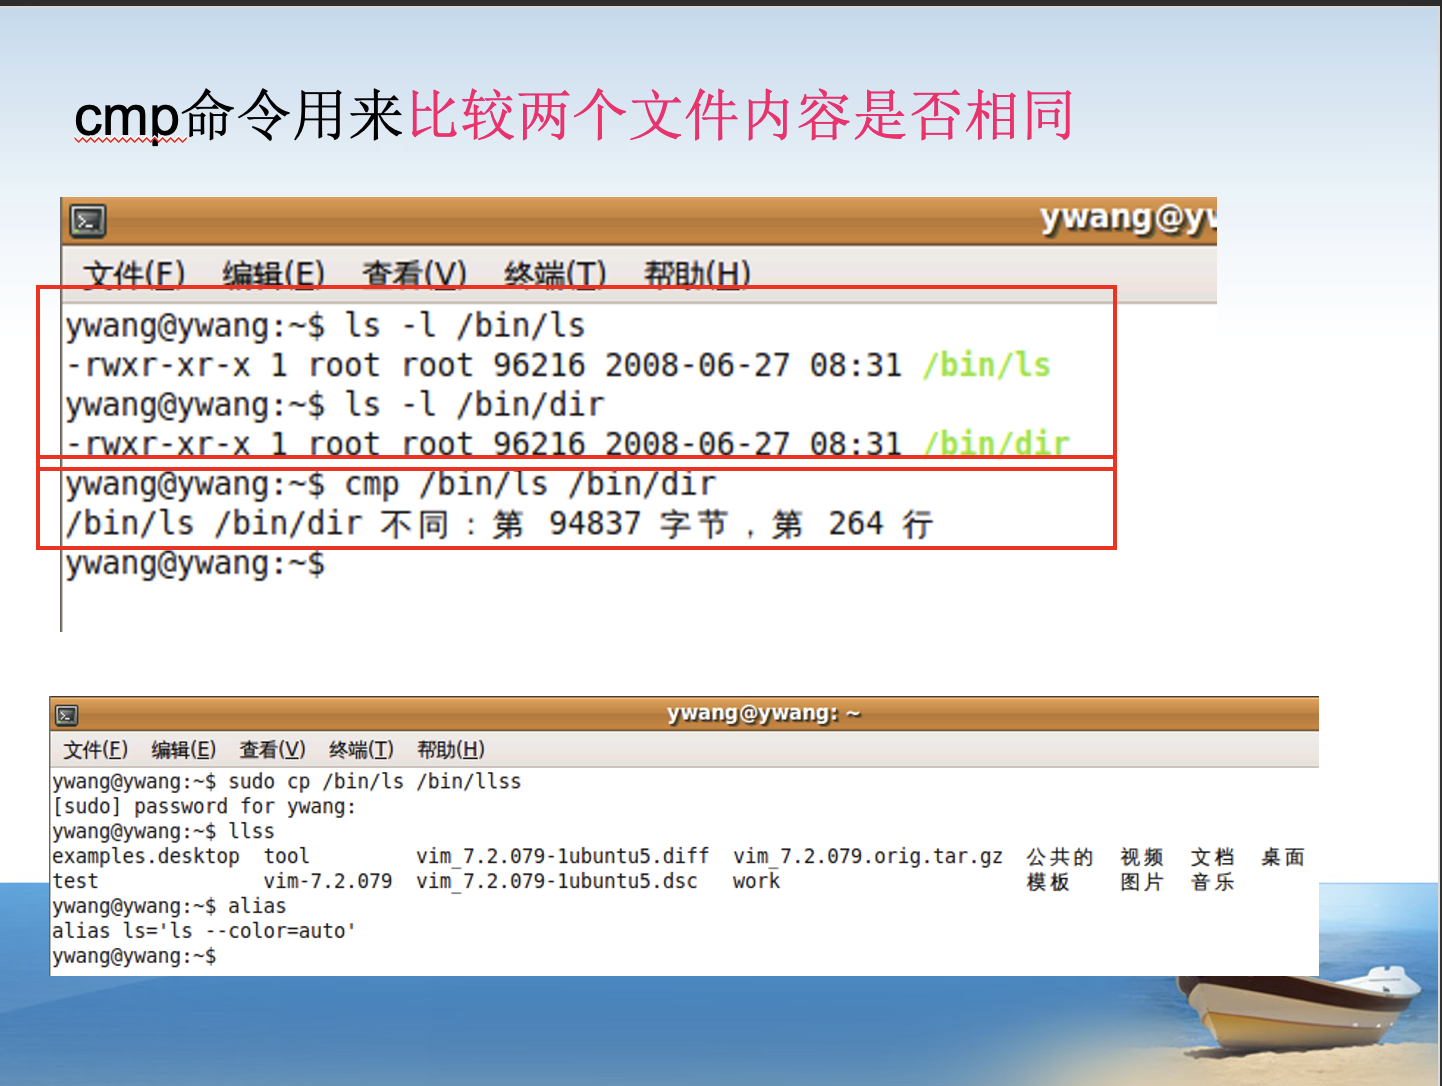 cmp命令用来比较两个文件内容是否相同
ywang@yw
文件(F) 编辑(E) 查看(V) 终端(T) 帮助(H)
ywang@ywang:~$ ls -l /bin/ls
-rwxr-xr-x 1 root root 96216 2008-06-27 08:31 /bin/ls
ywang@ywang:~$ ls -l /bin/dir
-rwxr-xr-x 1 root root 96216 2008-06-27 08:31 /bin/dir
ywang@ywang:~$ cmp /bin/ls /bin/dir
/bin/ls /bin/dir 不同：第 94837 字节，第 264 行
ywang@ywang:~$
ywang@ywang: ~
文件(F) 编辑(E) 查看(V) 终端(T) 帮助(H)
ywang@ywang:~$ sudo cp /bin/ls /bin/llss
[sudo] password for ywang:
ywang@ywang:~$ llss
examples.desktop tool vim_7.2.079-1ubuntu5.diff vim_7.2.079.orig.tar.gz 公共的 视频 文档 桌面
test vim-7.2.079 vim_7.2.079-1ubuntu5.dsc work 模板 图片 音乐
ywang@ywang:~$ alias
alias ls='ls --color=auto'
ywang@ywang:~$